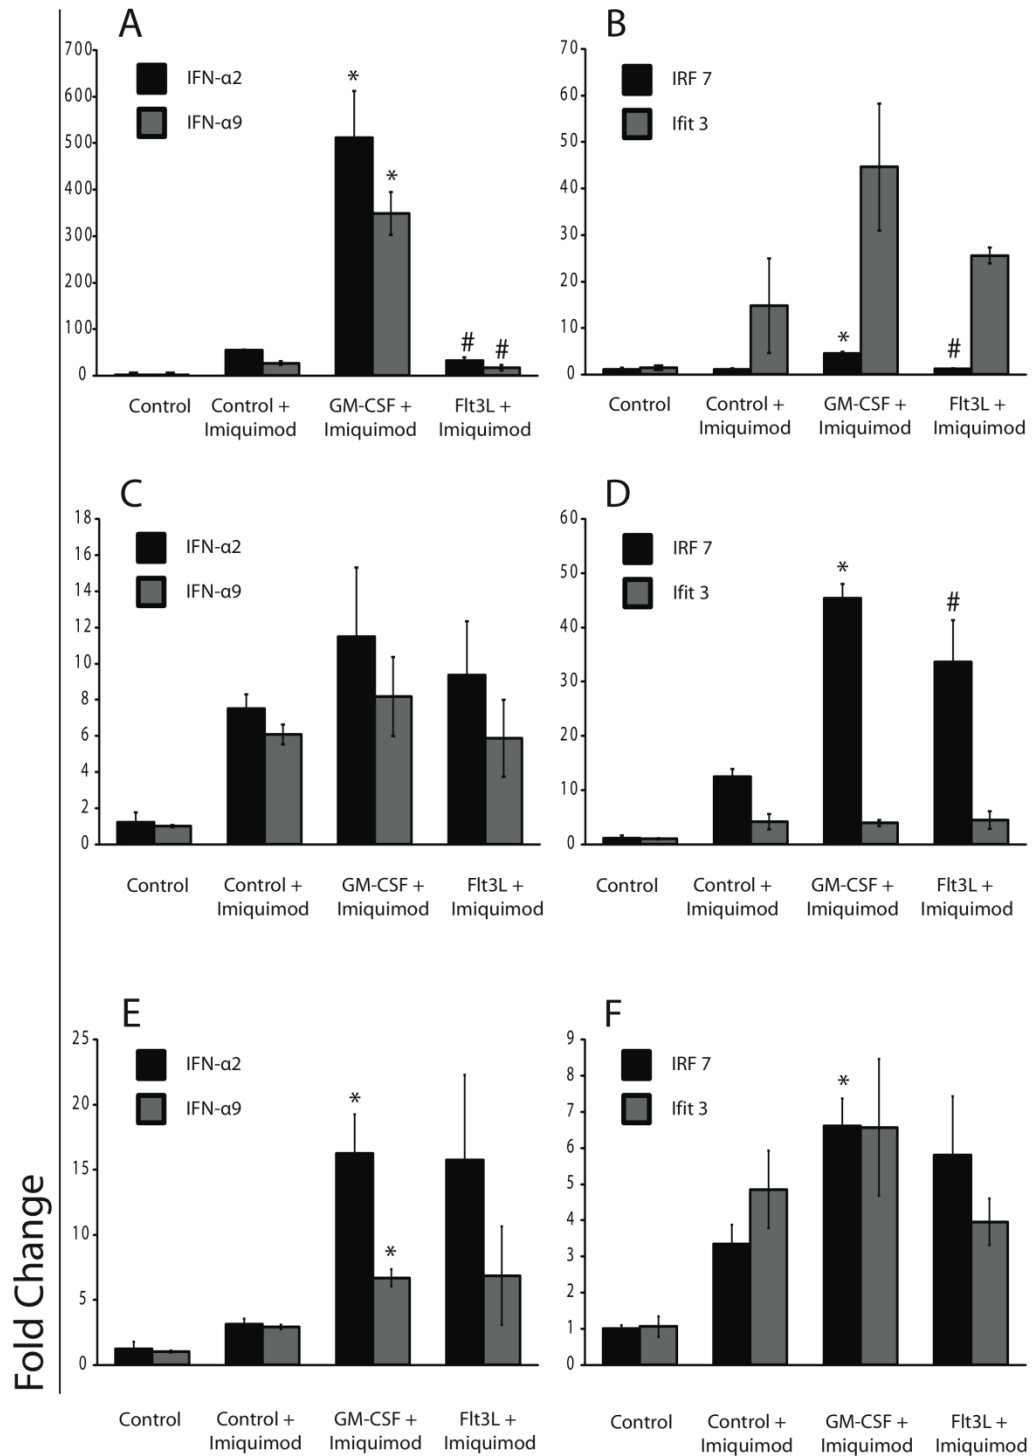 A
700
600
500
400
300
200
100
0
IFN-α2
IFN-α9
*
*
#
#
Control
Control +
Imiquimod
GM-CSF +
Imiquimod
Flt3L +
Imiquimod
B
70
60
50
40
30
20
10
0
IRF 7
Ifit 3
*
#
Control
Control +
Imiquimod
GM-CSF +
Imiquimod
Flt3L +
Imiquimod
C
18
16
14
12
10
8
6
4
2
0
IFN-α2
IFN-α9
Control
Control +
Imiquimod
GM-CSF +
Imiquimod
Flt3L +
Imiquimod
D
60
50
40
30
20
10
0
IRF 7
Ifit 3
*
#
Control
Control +
Imiquimod
GM-CSF +
Imiquimod
Flt3L +
Imiquimod
E
25
20
15
10
5
0
IFN-α2
IFN-α9
*
*
Control
Control +
Imiquimod
GM-CSF +
Imiquimod
Flt3L +
Imiquimod
F
9
8
7
6
5
4
3
2
1
0
IRF 7
Ifit 3
*
Control
Control +
Imiquimod
GM-CSF +
Imiquimod
Flt3L +
Imiquimod
Fold Change